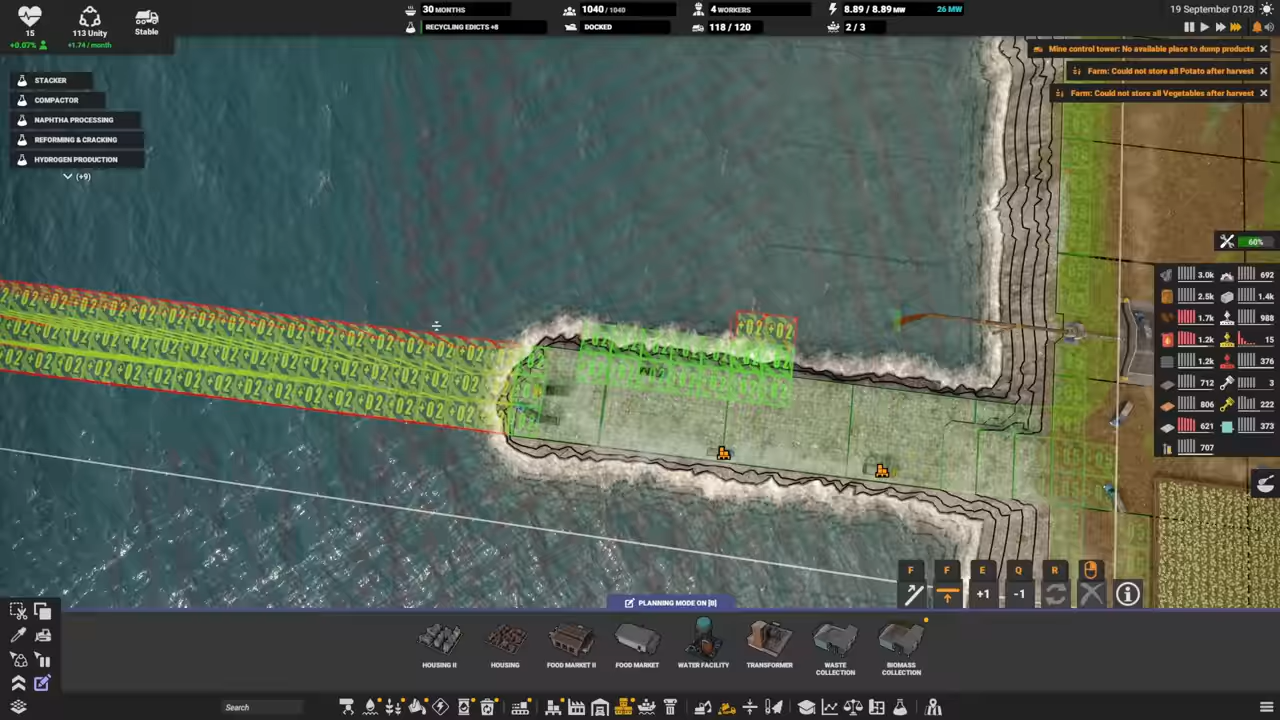 15
+0.07%
113 Unity
+1.74 / month
Stable
30 MONTHS
RECYCLING EDICTS +8
1040 / 1040
DOCKED
4 WORKERS
118 / 120
8.89 / 8.89 MW
26 MW
2 / 3
19 September 0128
Mine control tower: No available place to dump products
Farm: Could not store all Potato after harvest
Farm: Could not store all Vegetables after harvest
STACKER
COMPACTOR
NAPHTHA PROCESSING
REFORMING & CRACKING
HYDROGEN PRODUCTION
(+9)
60%
3.0k
692
2.5k
1.4k
1.7k
988
1.2k
15
1.2k
376
712
3
806
222
621
373
707
F
F
E
Q
R
+1
-1
PLANNING MODE ON [B]
HOUSING II
HOUSING
FOOD MARKET II
FOOD MARKET
WATER FACILITY
TRANSFORMER
WASTE COLLECTION
BIOMASS COLLECTION
Search